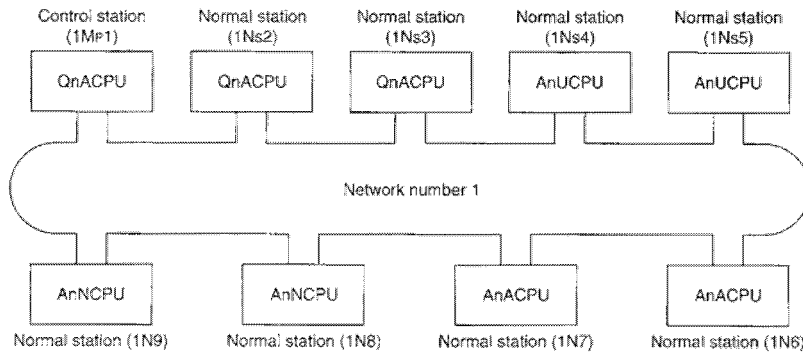 Control station
(1MP1)
Normal station
(1Ns2)
Normal station
(1Ns3)
Normal station
(1Ns4)
Normal station
(1Ns5)
QnACPU
QnACPU
QnACPU
AnUCPU
AnUCPU
Network number 1
AnNCPU
AnNCPU
AnACPU
AnACPU
Normal station (1N9)
Normal station (1N8)
Normal station (1N7)
Normal station (1N6)